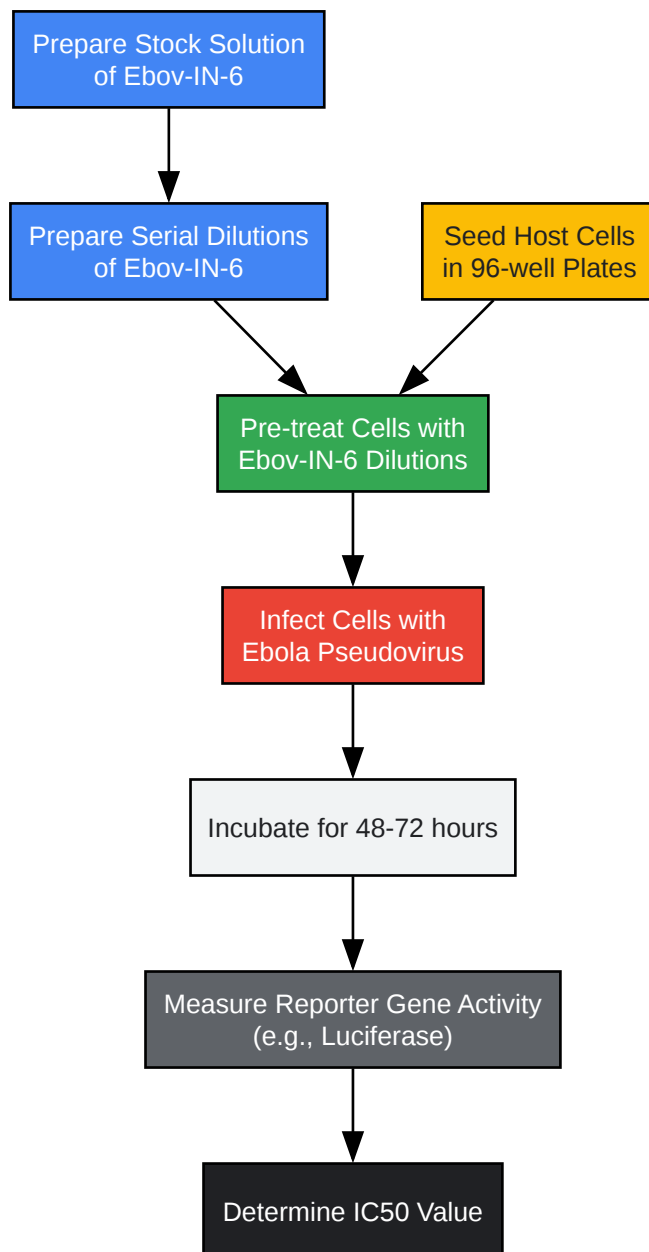 Prepare Stock Solution
of Ebov-IN-6
Prepare Serial Dilutions
of Ebov-IN-6
Seed Host Cells
in 96-well Plates
Pre-treat Cells with
Ebov-IN-6 Dilutions
Infect Cells with
Ebola Pseudovirus
Incubate for 48-72 hours
Measure Reporter Gene Activity
(e.g., Luciferase)
Determine IC50 Value